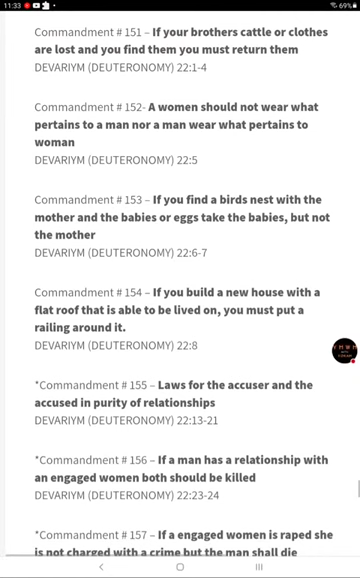 11:33
69%
Commandment # 151 – If your brothers cattle or clothes
are lost and you find them you must return them
DEVARIYM (DEUTERONOMY) 22:1-4
Commandment # 152- A women should not wear what
pertains to a man nor a man wear what pertains to
woman
DEVARIYM (DEUTERONOMY) 22:5
Commandment # 153 – If you find a birds nest with the
mother and the babies or eggs take the babies, but not
the mother
DEVARIYM (DEUTERONOMY) 22:6-7
Commandment # 154 – If you build a new house with a
flat roof that is able to be lived on, you must put a
railing around it.
DEVARIYM (DEUTERONOMY) 22:8
*Commandment # 155 – Laws for the accuser and the
accused in purity of relationships
DEVARIYM (DEUTERONOMY) 22:13-21
*Commandment # 156 – If a man has a relationship with
an engaged women both should be killed
DEVARIYM (DEUTERONOMY) 22:23-24
*Commandment # 157 – If a engaged women is raped she
is not charged with a crime but the man shall die